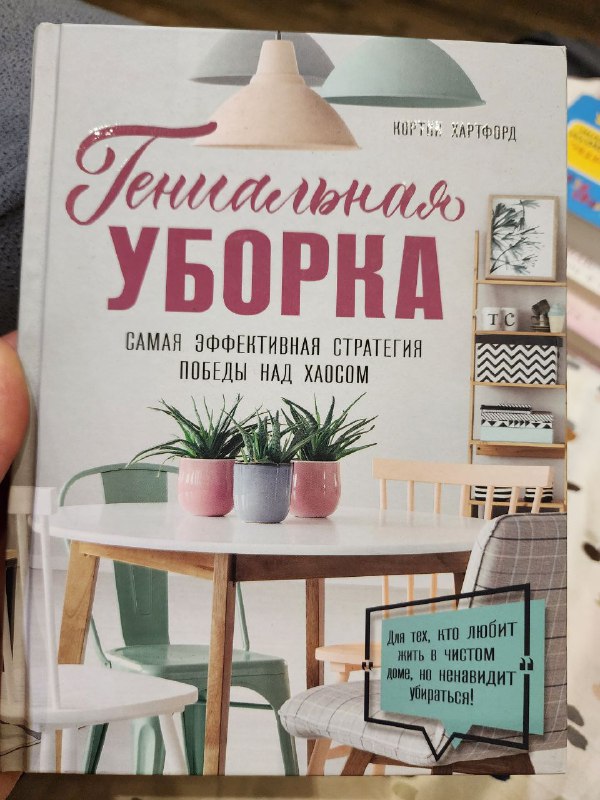 КОРТНИ ХАРТФОРД
Гениальная
УБОРКА
САМАЯ ЭФФЕКТИВНАЯ СТРАТЕГИЯ
ПОБЕДЫ НАД ХАОСОМ
T C
Для тех, кто любит
жить в чистом
доме, но ненавидит
убираться!